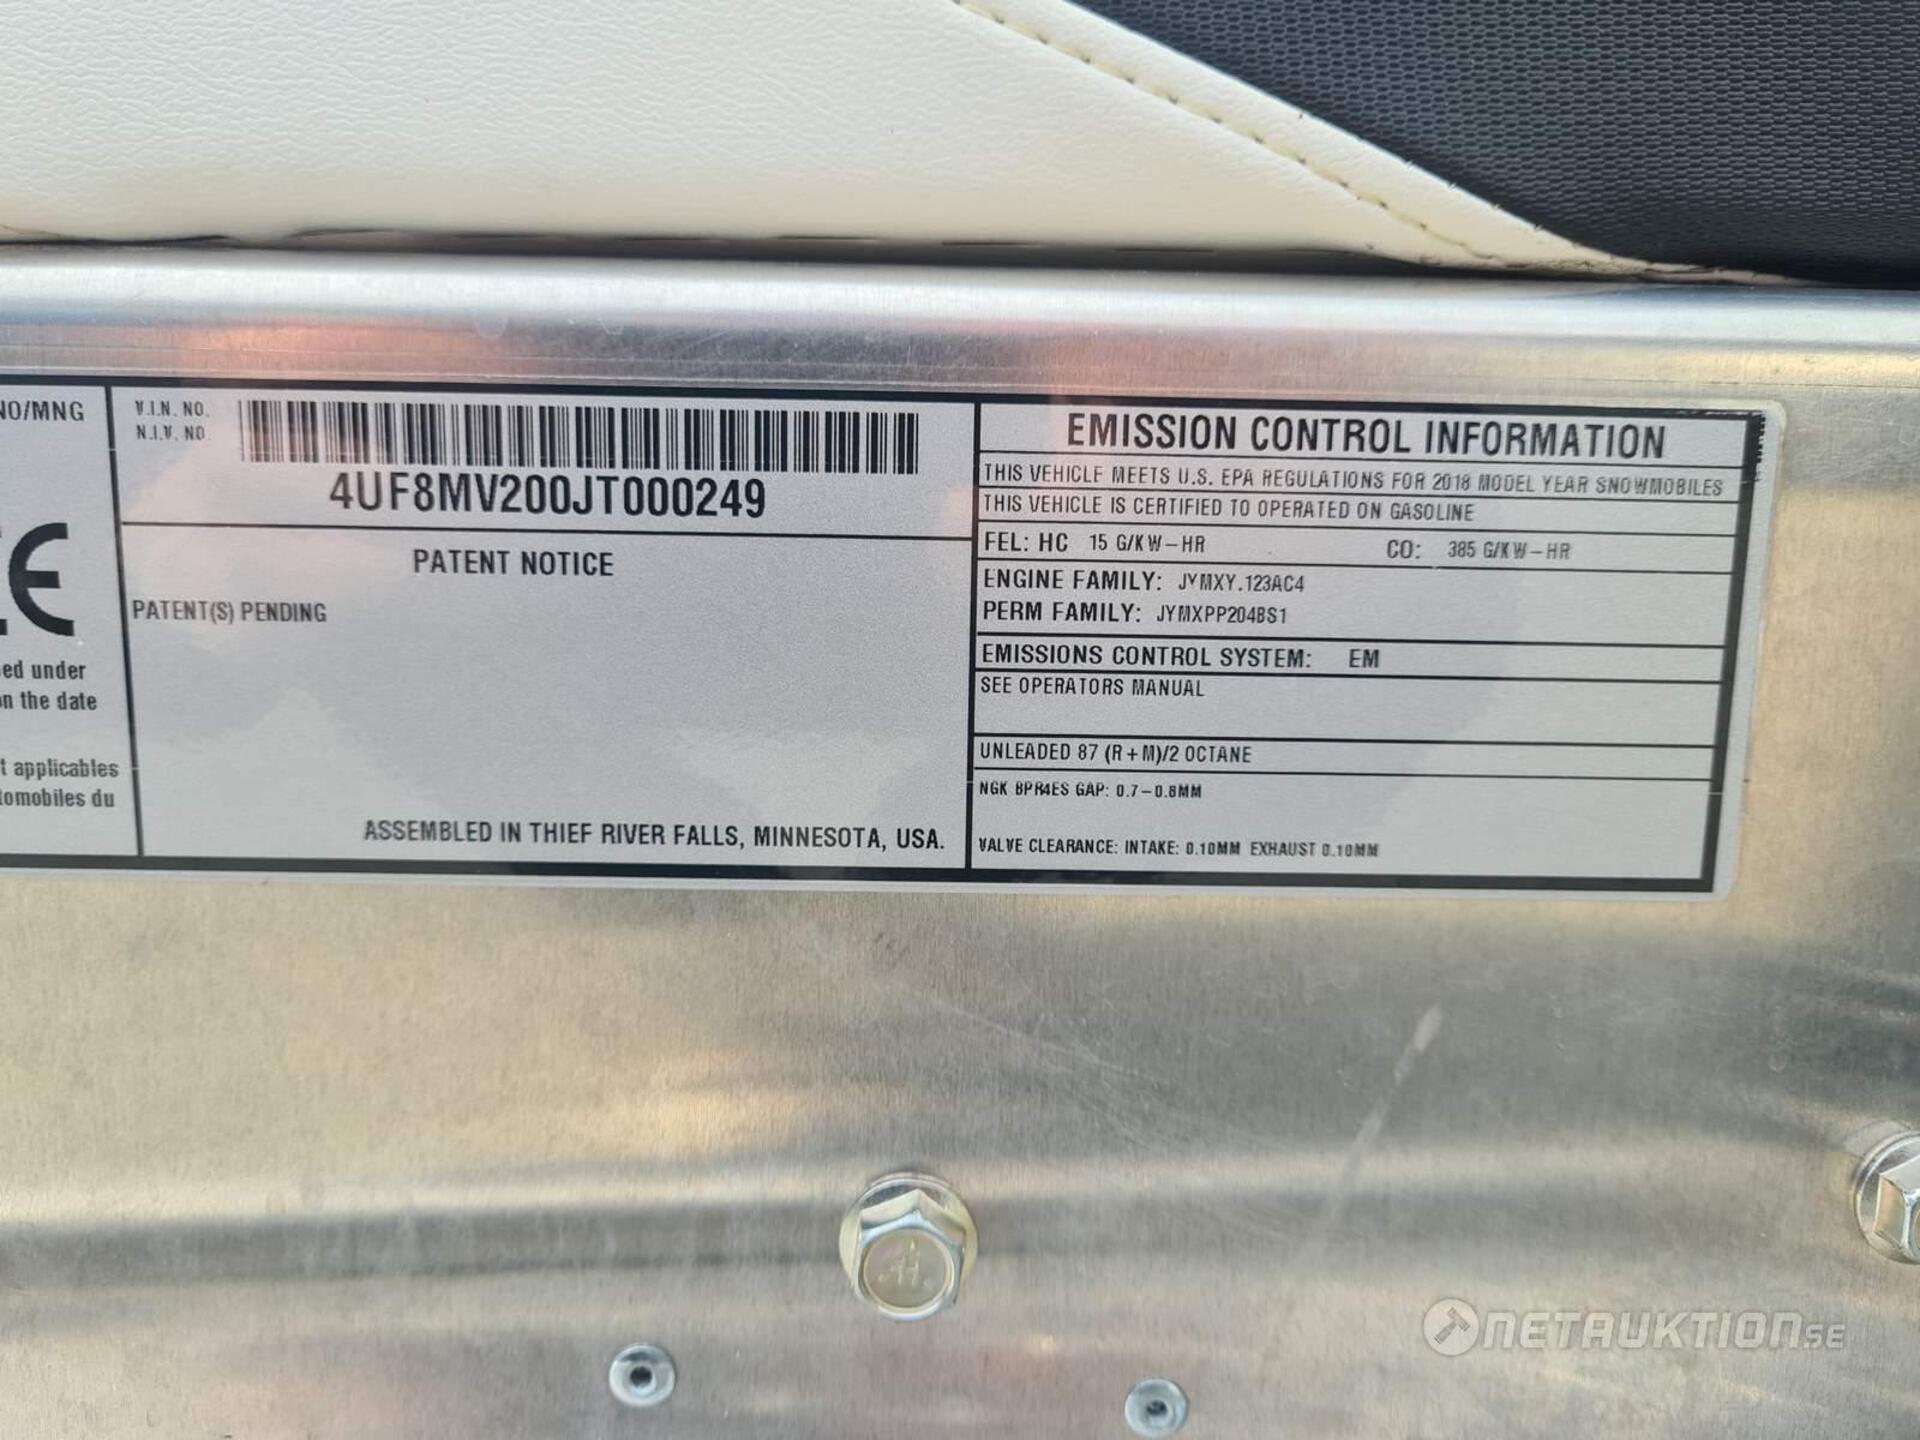 NO/MNG
CE
ed under
on the date
t applicables
tomobiles du
V.I.N. NO.
N.I.V. NO.
4UF8MV200JT000249
PATENT NOTICE
PATENT(S) PENDING
ASSEMBLED IN THIEF RIVER FALLS, MINNESOTA, USA.
EMISSION CONTROL INFORMATION
THIS VEHICLE MEETS U.S. EPA REGULATIONS FOR 2018 MODEL YEAR SNOWMOBILES
THIS VEHICLE IS CERTIFIED TO OPERATED ON GASOLINE
FEL: HC 15 G/KW-HR CO: 385 G/KW-HR
ENGINE FAMILY: JYMXY.123AC4
PERM FAMILY: JYMXPP204BS1
EMISSIONS CONTROL SYSTEM: EM
SEE OPERATORS MANUAL
UNLEADED 87 (R+M)/2 OCTANE
NGK BPR4ES GAP: 0.7-0.8MM
VALVE CLEARANCE: INTAKE: 0.10MM EXHAUST 0.10MM
NETAUKTION.SE